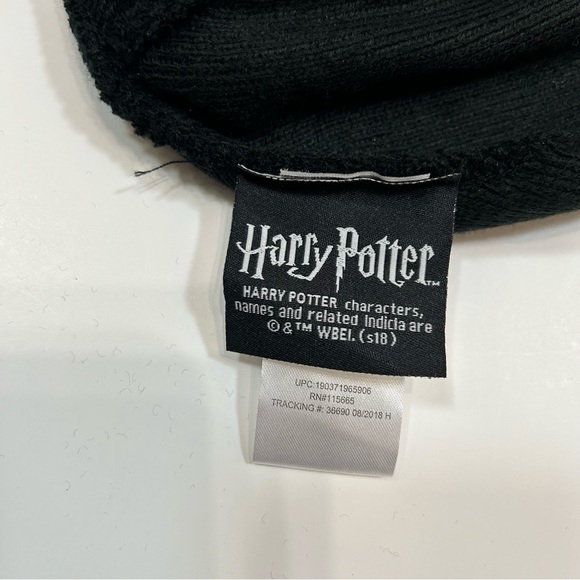 Harry Potter™
HARRY POTTER characters,
names and related indicia are
© & ™ WBEI. (s18)
UPC:190371965906
RN#115665
TRACKING #: 36690 08/2018 H